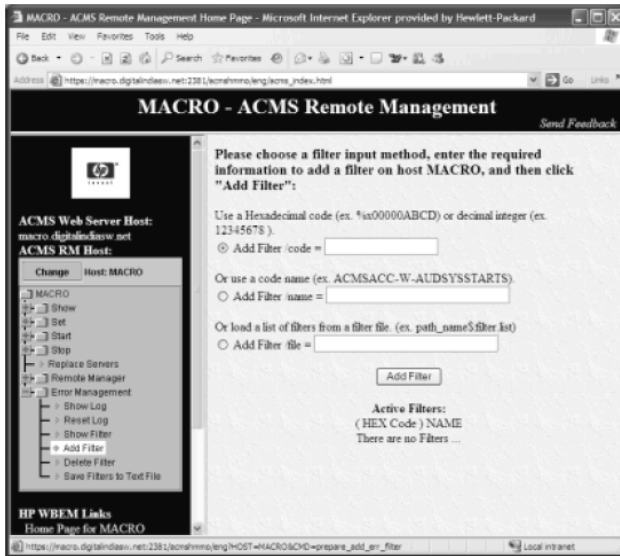 MACRO - ACMS Remote Management Home Page - Microsoft Internet Explorer provided by Hewlett-Packard
File Edit View Favorites Tools Help
Back Search Favorites
Address https://macro.digitalindiasw.net:2381/acmshmmo/eng/acms_index.html Go Links
MACRO - ACMS Remote Management
Send Feedback
hp
invent
ACMS Web Server Host:
macro.digitalindiasw.net
ACMS RM Host:
Change Host: MACRO
MACRO
Show
Set
Start
Stop
Replace Servers
Remote Manager
Error Management
Show Log
Reset Log
Show Filter
Add Filter
Delete Filter
Save Filters to Text File
HP WBEM Links
Home Page for MACRO
Please choose a filter input method, enter the required
information to add a filter on host MACRO, and then click
"Add Filter":
Use a Hexadecimal code (ex. %x00000ABCD) or decimal integer (ex.
12345678 ).
Add Filter /code =
Or use a code name (ex. ACMSACC-W-AUDSYSSTARTS).
Add Filter /name =
Or load a list of filters from a filter file. (ex. path_name$:filter.list)
Add Filter /file =
Add Filter
Active Filters:
( HEX Code ) NAME
There are no Filters ...
https://macro.digitalindiasw.net:2381/acmshmmo/eng?HOST=MACRO&CMD=prepare_add_err_filter Local intranet